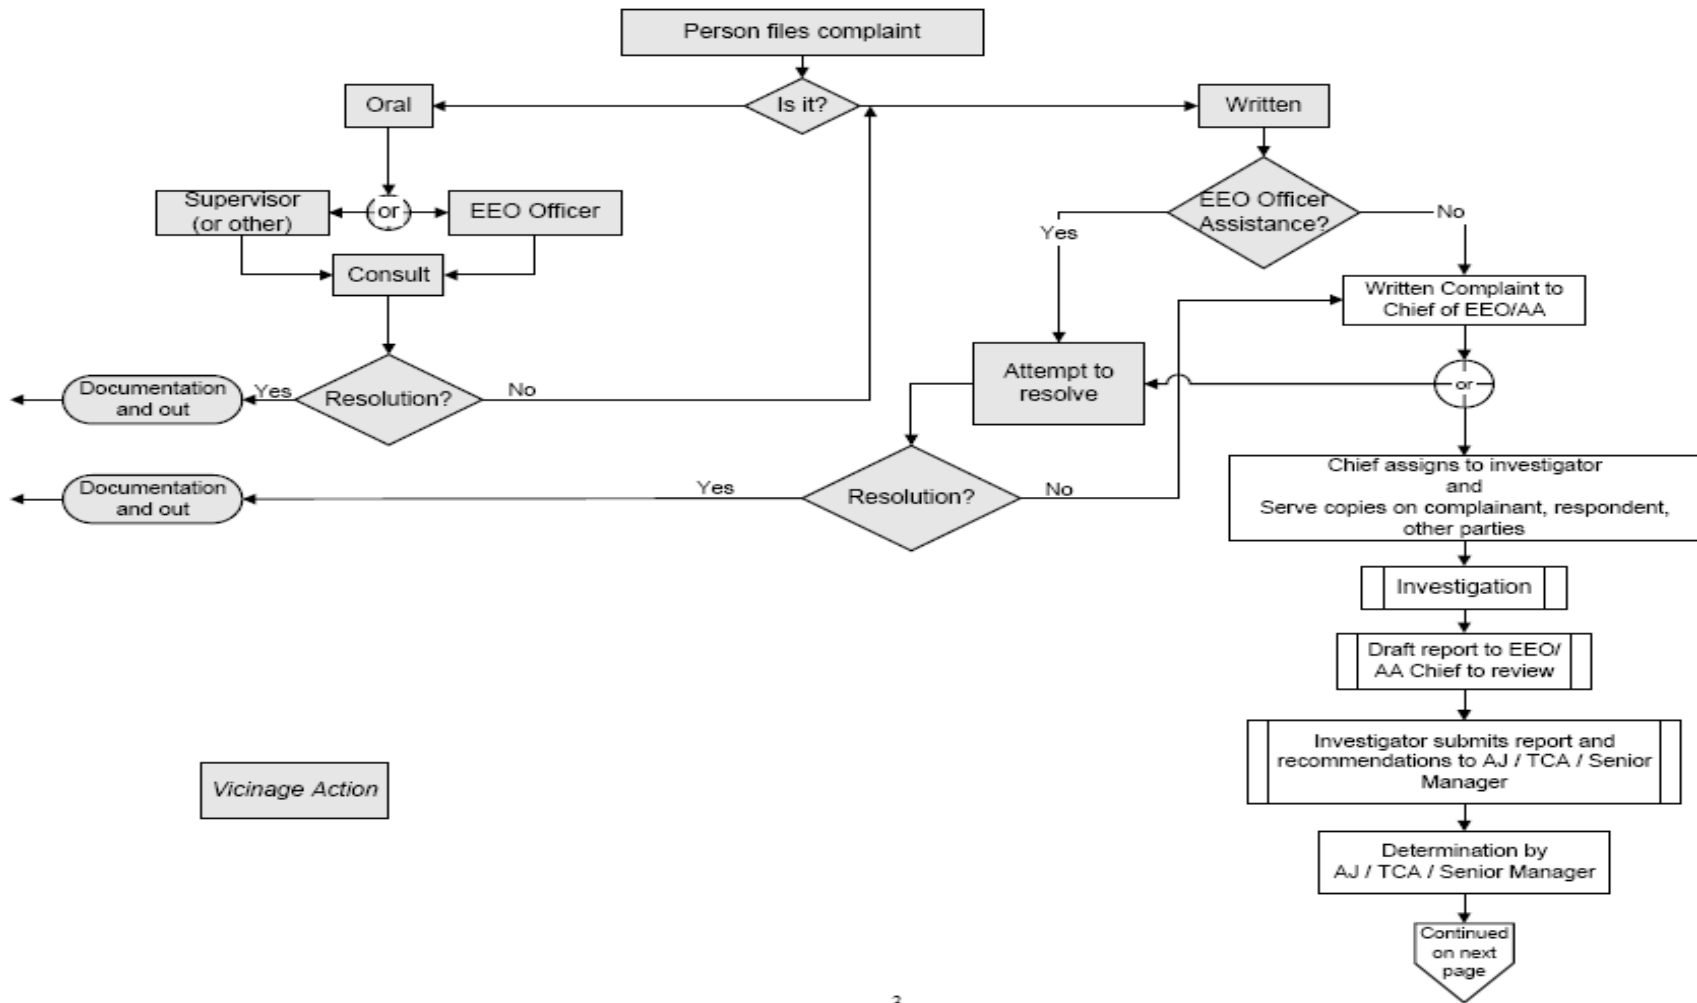 Person files complaint
Oral
Is it?
Written
Supervisor
(or other)
or
EEO Officer
EEO Officer
Assistance?
Yes
No
Consult
Written Complaint to
Chief of EEO/AA
Documentation
and out
Yes
Resolution?
No
Attempt to
resolve
or
Documentation
and out
Yes
Resolution?
No
Chief assigns to investigator
and
Serve copies on complainant, respondent,
other parties
Investigation
Draft report to EEO/
AA Chief to review
Investigator submits report and
recommendations to AJ / TCA / Senior
Manager
Vicinage Action
Determination by
AJ / TCA / Senior Manager
Continued
on next
page